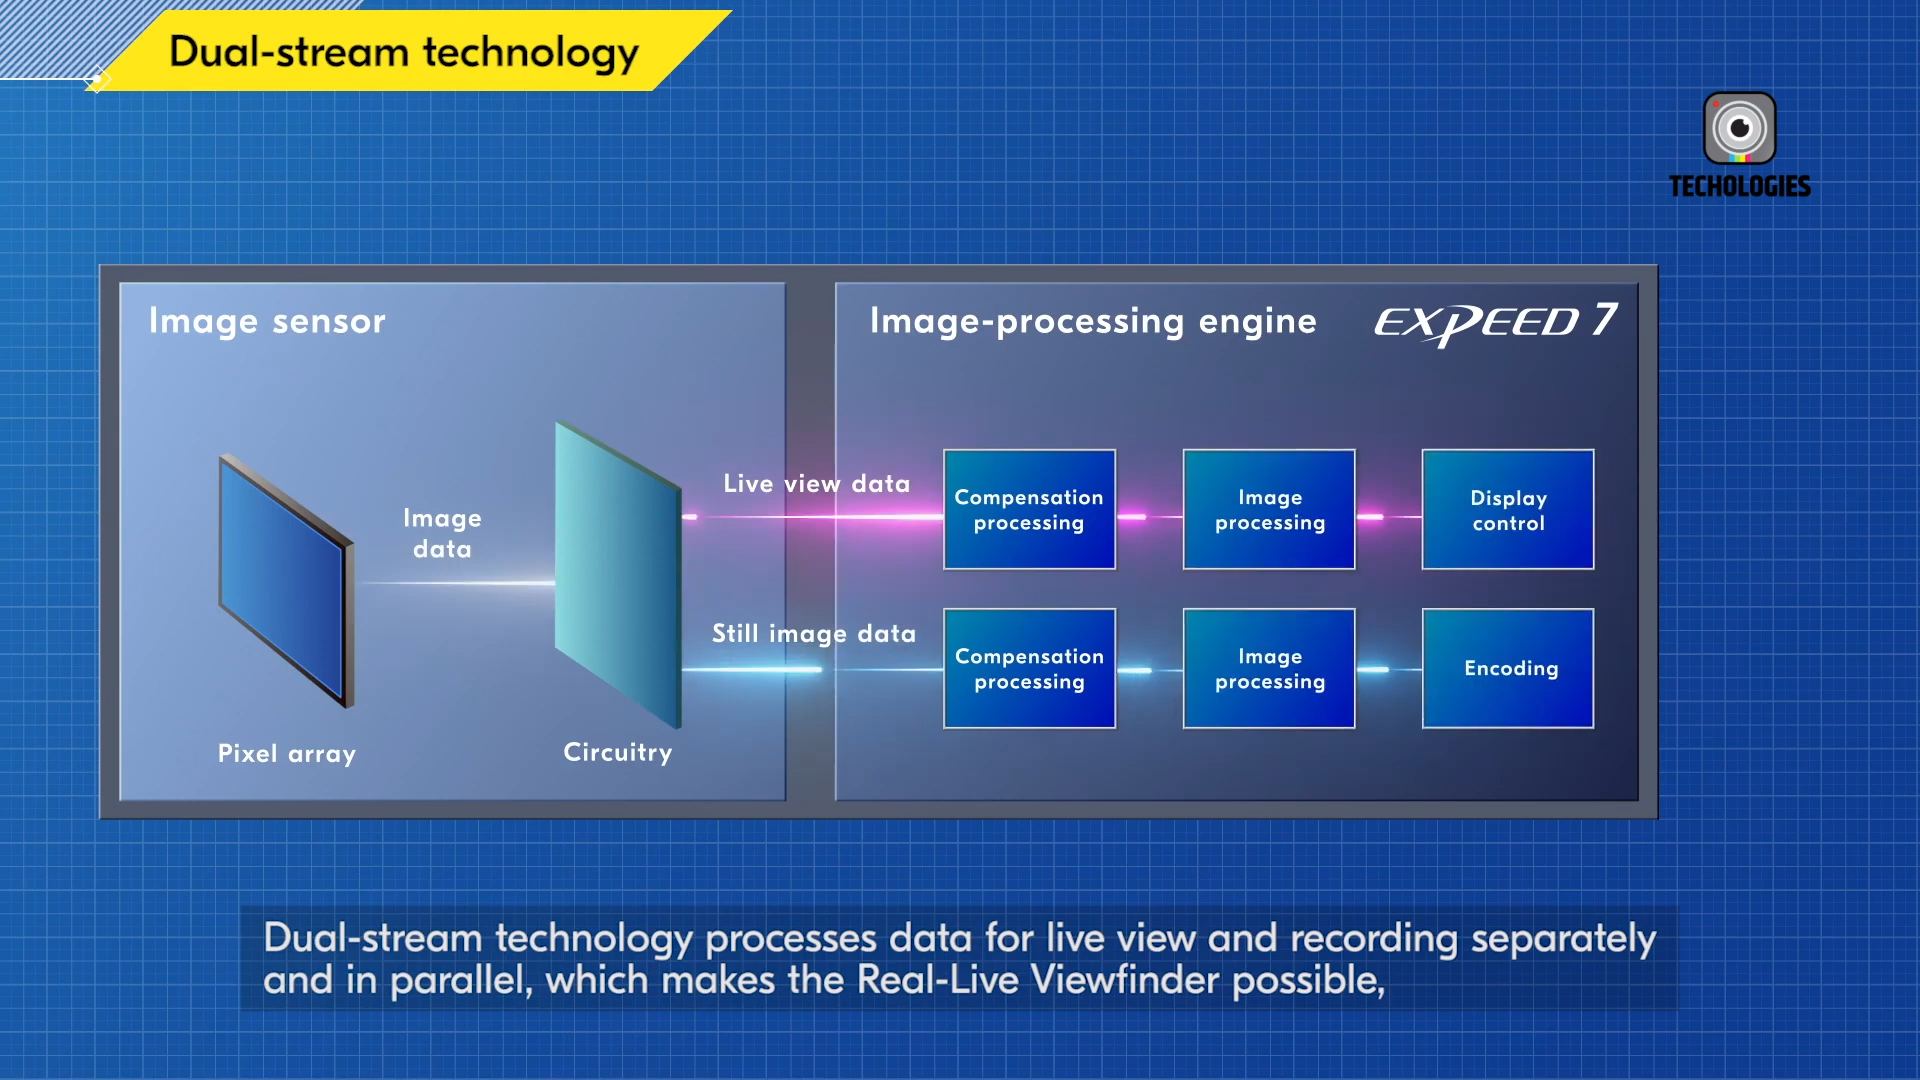 Dual-stream technology
TECHOLOGIES
Image sensor
Image-processing engine
EXPEED 7
Image
data
Pixel array
Circuitry
Live view data
Still image data
Compensation
processing
Image
processing
Display
control
Compensation
processing
Image
processing
Encoding
Dual-stream technology processes data for live view and recording separately
and in parallel, which makes the Real-Live Viewfinder possible,